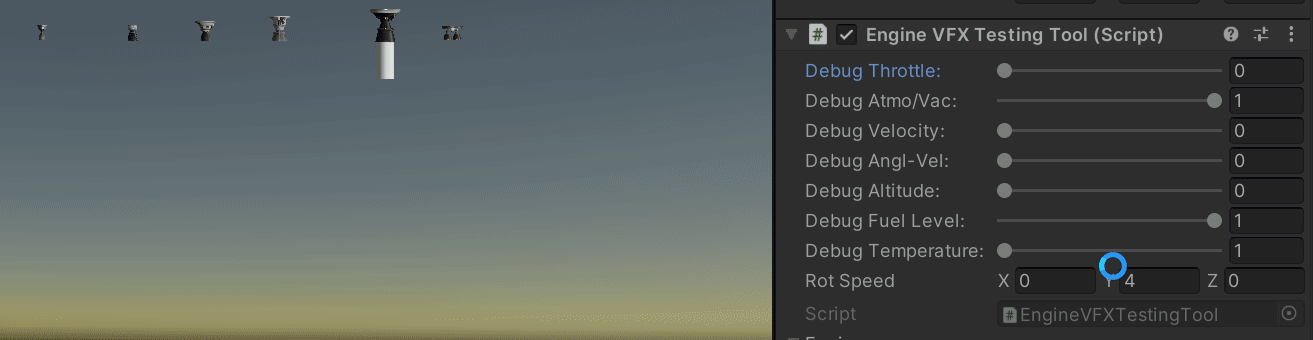 # Engine VFX Testing Tool (Script)
Debug Throttle: 0
Debug Atmo/Vac: 1
Debug Velocity: 0
Debug Angl-Vel: 0
Debug Altitude: 0
Debug Fuel Level: 1
Debug Temperature: 1
Rot Speed X 0 Y 4 Z 0
Script # EngineVFXTestingTool